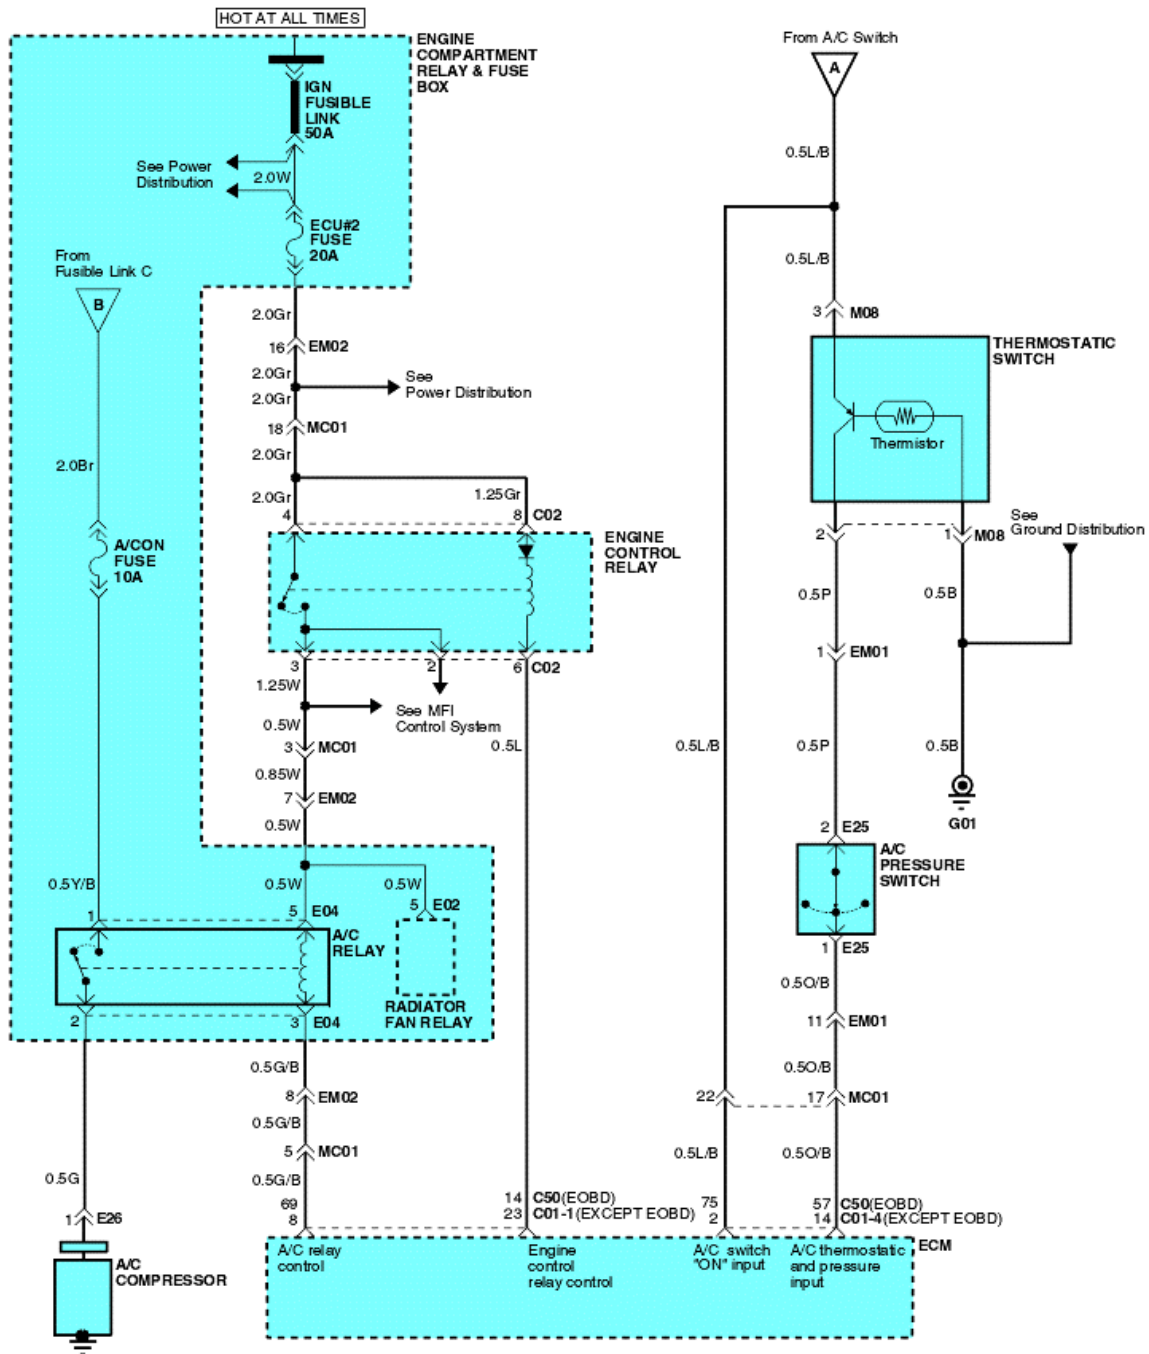 HOT AT ALL TIMES
ENGINE
COMPARTMENT
RELAY & FUSE
BOX
IGN
FUSIBLE
LINK
50A
See Power
Distribution
2.0W
ECU#2
FUSE
20A
From
Fusible Link C
B
2.0Gr
16
EM02
2.0Gr
See
Power Distribution
2.0Gr
18
MC01
2.0Gr
2.0Br
2.0Gr
1.25Gr
4
8
C02
A/CON
FUSE
10A
ENGINE
CONTROL
RELAY
3
2
6
C02
1.25W
See MFI
Control System
0.5W
0.5L
3
MC01
0.85W
7
EM02
0.5W
0.5Y/B
0.5W
0.5W
1
5
E04
5
E02
A/C
RELAY
RADIATOR
FAN RELAY
2
3
E04
0.5G/B
8
EM02
0.5G/B
5
MC01
0.5G
0.5G/B
1
E26
A/C
COMPRESSOR
69
8
14
C50(EOBD)
23
C01-1(EXCEPT EOBD)
From A/C Switch
A
0.5L/B
0.5L/B
3
M08
THERMOSTATIC
SWITCH
Thermistor
2
1
M08
See
Ground Distribution
0.5P
0.5B
1
EM01
0.5L/B
0.5P
0.5B
G01
2
E25
A/C
PRESSURE
SWITCH
1
E25
0.5O/B
11
EM01
0.5O/B
22
17
MC01
0.5L/B
0.5O/B
75
2
57
C50(EOBD)
14
C01-4(EXCEPT EOBD)
ECM
A/C relay
control
Engine
control
relay control
A/C switch
"ON" input
A/C thermostatic
and pressure
input